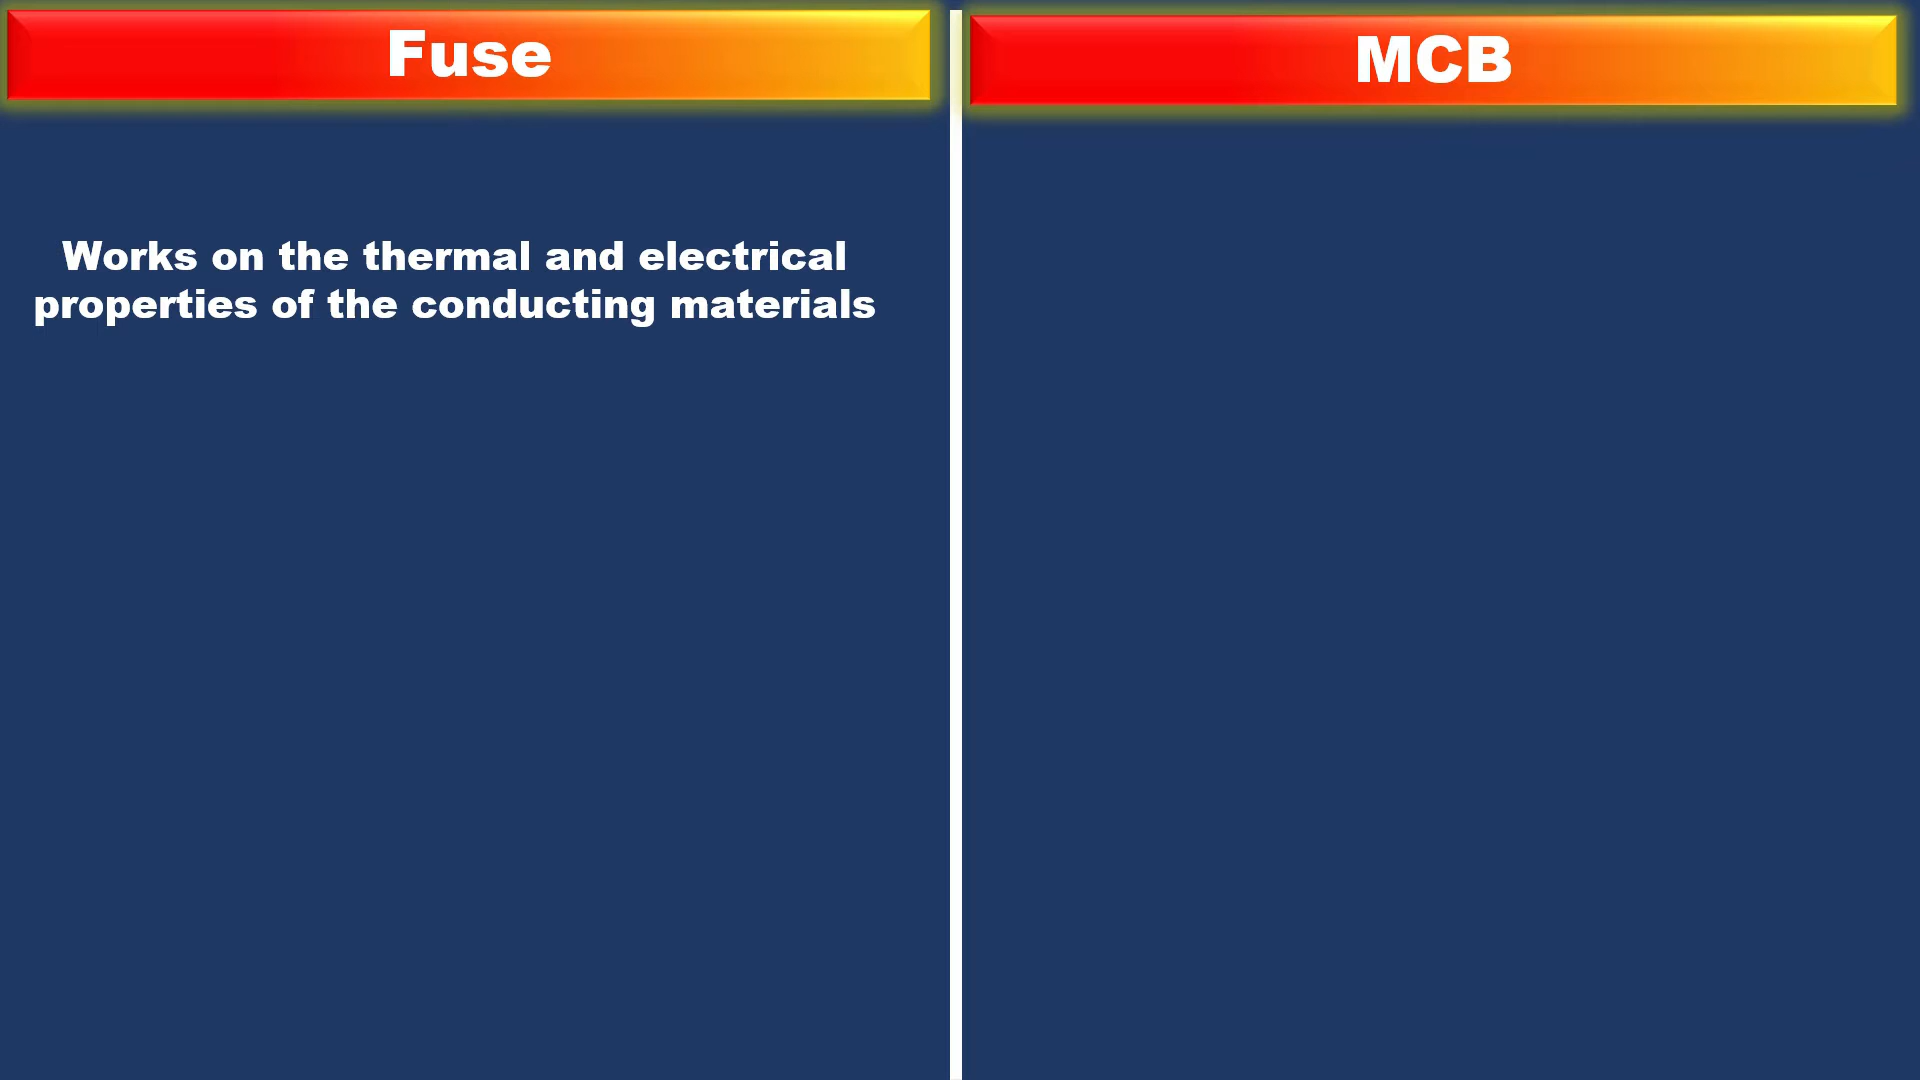 Fuse
MCB
Works on the thermal and electrical
properties of the conducting materials